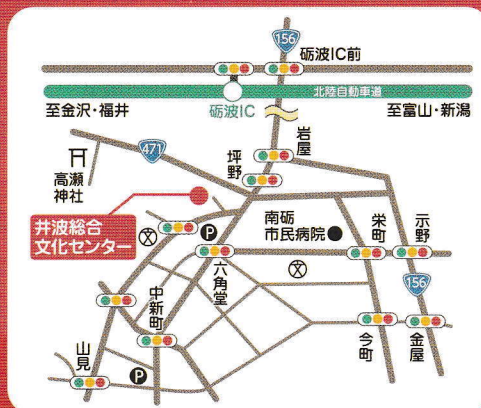 156
砺波IC前
北陸自動車道
至金沢・福井
砺波IC
至富山・新潟
岩屋
471
坪野
高瀬
神社
井波総合
文化センター
P
南砺
市民病院
栄町
示野
文
六角堂
文
156
中新町
今町
金屋
山見
P